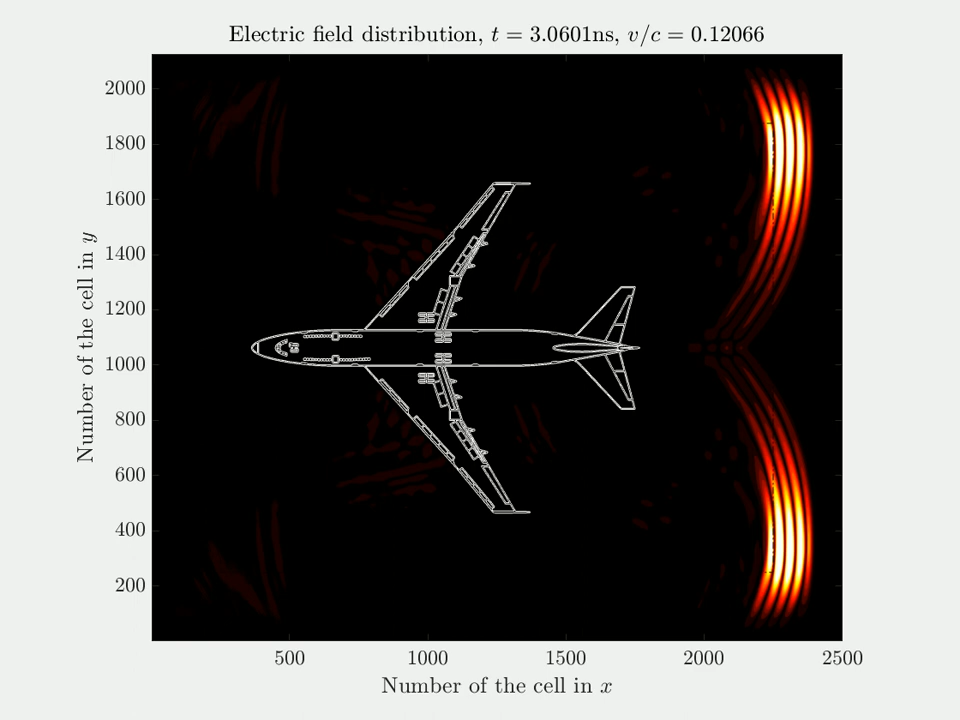 Electric field distribution, t = 3.0601ns, v/c = 0.12066
2000
1800
1600
1400
1200
1000
800
600
400
200
Number of the cell in y
500 1000 1500 2000 2500
Number of the cell in x